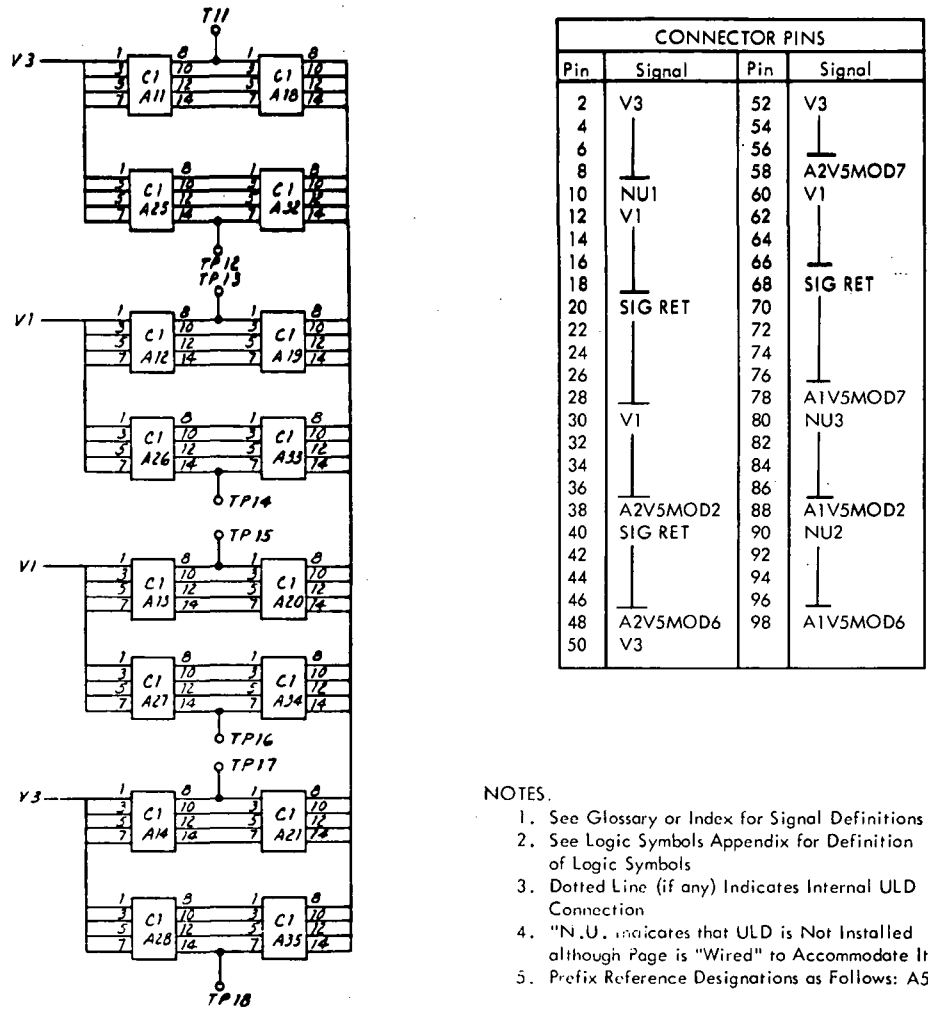 T11
V3
1 8 1 8
3 10 3 10
5 C1 12 5 C1 12
7 A11 14 7 A18 14
1 8 1 8
3 10 3 10
5 C1 12 5 C1 12
7 A25 14 7 A32 14
TP12
TP13
V1
1 8 1 8
3 10 3 10
5 C1 12 5 C1 12
7 A12 14 7 A19 14
1 8 1 8
3 10 3 10
5 C1 12 5 C1 12
7 A26 14 7 A33 14
TP14
TP15
V1
1 8 1 8
3 10 3 10
5 C1 12 5 C1 12
7 A13 14 7 A20 14
1 8 1 8
3 10 3 10
5 C1 12 5 C1 12
7 A27 14 7 A34 14
TP16
TP17
V3
1 8 1 8
3 10 3 10
5 C1 12 5 C1 12
7 A14 14 7 A21 14
1 8 1 8
3 10 3 10
5 C1 12 5 C1 12
7 A28 14 7 A35 14
TP18
CONNECTOR PINS
Pin Signal Pin Signal
2 V3 52 V3
4 54
6 56
8 58 A2V5MOD7
10 NU1 60 V1
12 V1 62
14 64
16 66
18 68 SIG RET
20 SIG RET 70
22 72
24 74
26 76
28 78 A1V5MOD7
30 V1 80 NU3
32 82
34 84
36 86
38 A2V5MOD2 88 A1V5MOD2
40 SIG RET 90 NU2
42 92
44 94
46 96
48 A2V5MOD6 98 A1V5MOD6
50 V3
NOTES.
1. See Glossary or Index for Signal Definitions
2. See Logic Symbols Appendix for Definition
of Logic Symbols
3. Dotted Line (if any) Indicates Internal ULD
Connection
4. "N.U. indicates that ULD is Not Installed
although Page is "Wired" to Accommodate It
5. Prefix Reference Designations as Follows: A5